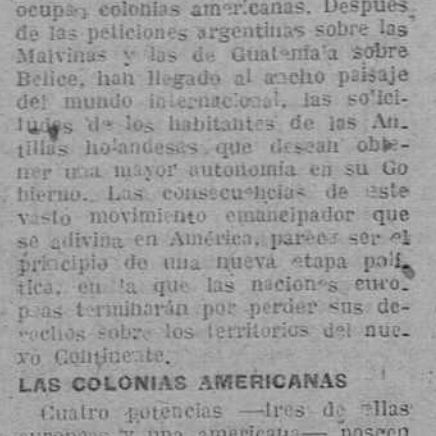 ocupan colonias americanas. Después
de las peticiones argentinas sobre las
Malvinas y las de Guatemala sobre
Belice, han llegado al ancho paisaje
del mundo internacional, las solici-
tudes de los habitantes de las An-
tillas holandesas que desean obte-
ner una mayor autonomía en su Go
bierno. Las consecuencias de este
vasto movimiento emancipador que
se adivina en América, parece ser el
principio de una nueva etapa polí-
tica, en la que las naciones euro-
peas terminarán por perder sus de-
rechos sobre los territorios del nue-
vo Continente.
LAS COLONIAS AMERICANAS
Cuatro potencias —tres de ellas
europeas y una americana— poseen